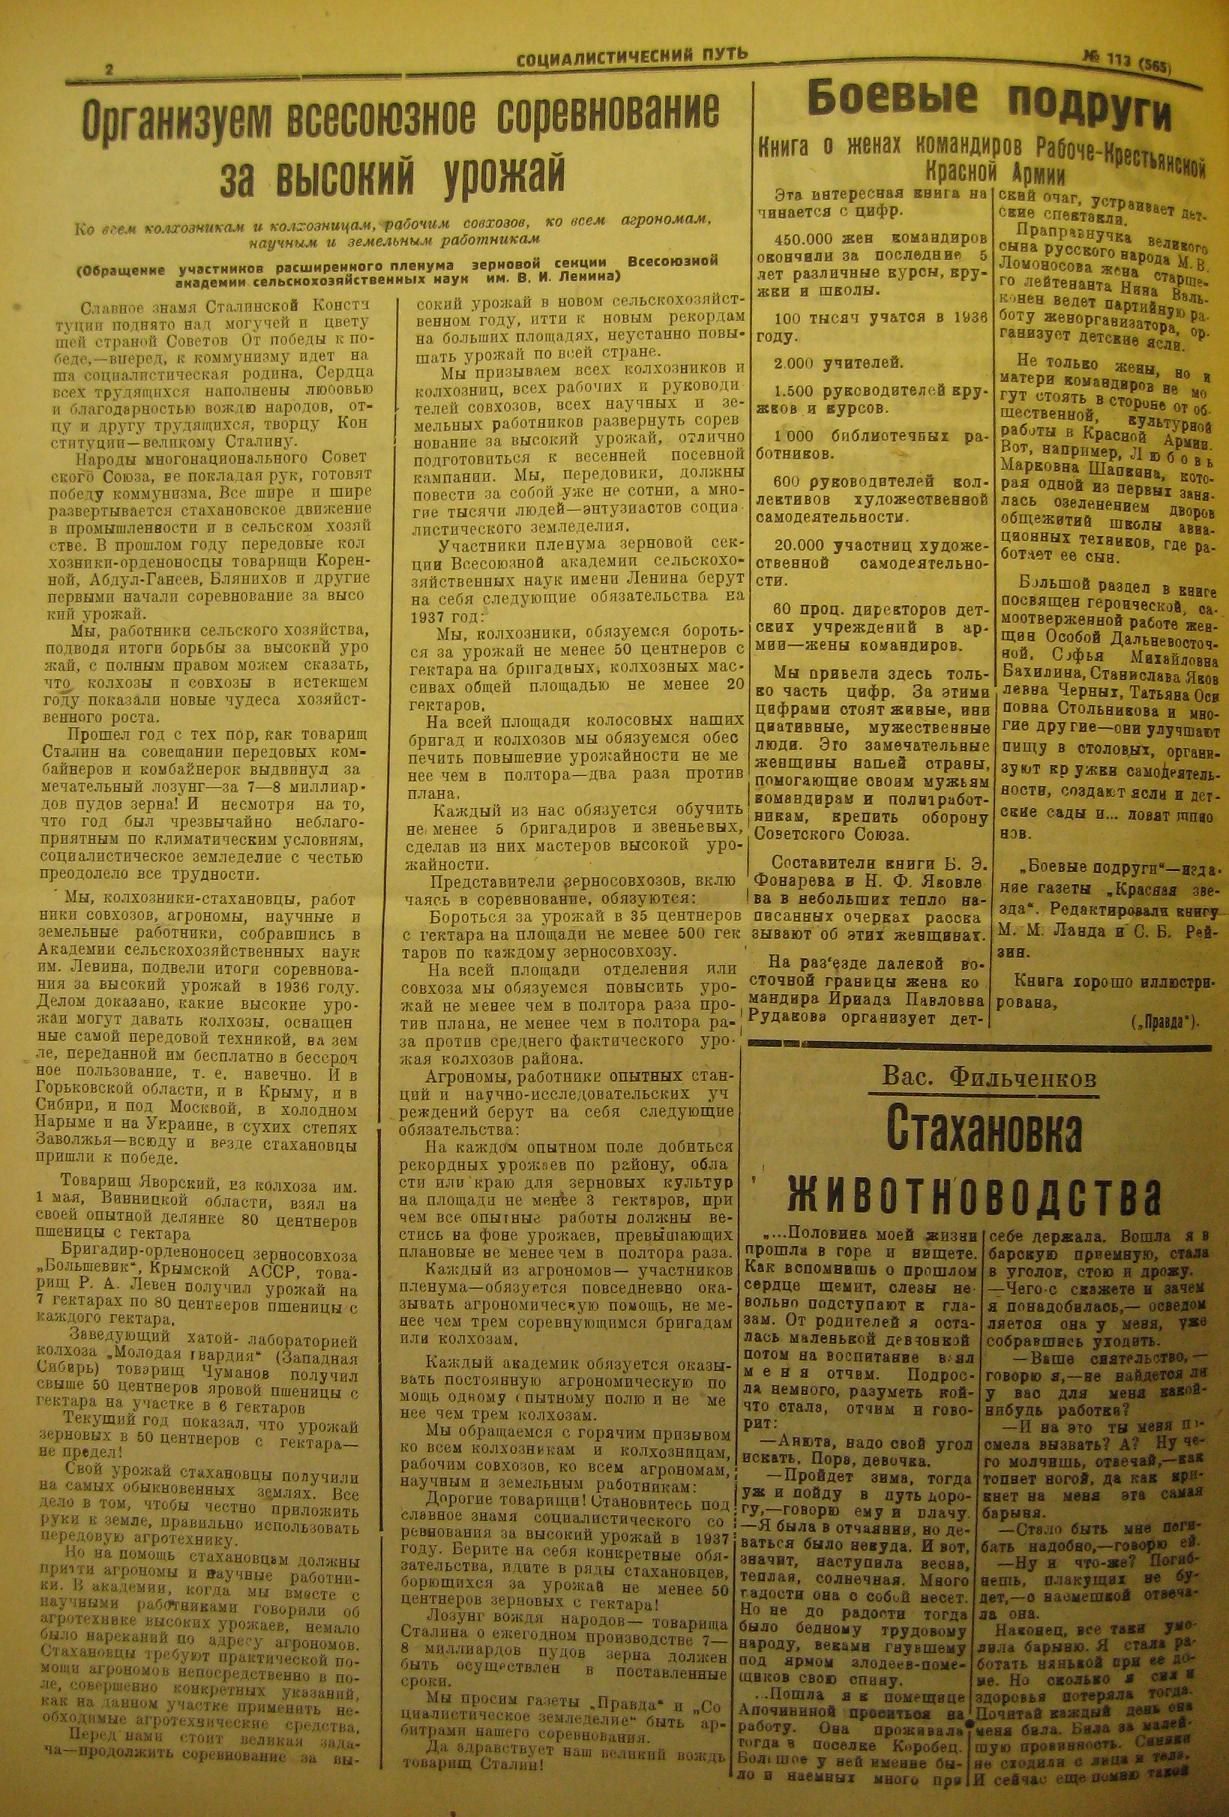 2
СОЦИАЛИСТИЧЕСКИЙ ПУТЬ
№ 113 (565)
Организуем всесоюзное соревнование
за высокий урожай
Ко всем колхозникам и колхозницам, рабочим совхозов, ко всем агрономам,
научным и земельным работникам
(Обращение участников расширенного пленума зерновой секции Всесоюзной
академии сельскохозяйственных наук им. В. И. Ленина)
Славное знамя Сталинской Консти
туции поднято над могучей и цвету
щей страной Советов От победы к по-
беде,—вперед, к коммунизму идет на
ша социалистическая родина. Сердца
всех трудящихся наполнены любовью
и благодарностью вождю народов, от-
цу и другу трудящихся, творцу Кон
ституции—великому Сталину.
Народы многонационального Совет
ского Союза, не покладая рук, готовят
победу коммунизма. Все шире и шире
развертывается стахановское движение
в промышленности и в сельском хозяй
стве. В прошлом году передовые кол
хозники-орденоносцы товарищи Корен-
ной, Абдул-Ганеев, Блянихов и другие
первыми начали соревнование за высо
кий урожай.
Мы, работники сельского хозяйства,
подводя итоги борьбы за высокий уро
жай, с полным правом можем сказать,
что колхозы и совхозы в истекшем
году показали новые чудеса хозяйст-
венного роста.
Прошел год с тех пор, как товарищ
Сталин на совещании передовых ком-
байнеров и комбайнерок выдвинул за
мечательный лозунг—за 7—8 миллиар-
дов пудов зерна! И несмотря на то,
что год был чрезвычайно неблаго-
приятным по климатическим условиям,
социалистическое земледелие с честью
преодолело все трудности.
Мы, колхозники-стахановцы, работ
ники совхозов, агрономы, научные и
земельные работники, собравшись в
Академии сельскохозяйственных наук
им. Ленина, подвели итоги соревнова-
ния за высокий урожай в 1936 году.
Делом доказано, какие высокие уро-
жаи могут давать колхозы, оснащен
ные самой передовой техникой, на зем
ле, переданной им бесплатно в бессроч
ное пользование, т. е. навечно. И в
Горьковской области, и в Крыму, и в
Сибири, и под Москвой, в холодном
Нарыме и на Украине, в сухих степях
Заволжья—всюду и везде стахановцы
пришли к победе.
Товарищ Яворский, из колхоза им.
1 мая, Винницкой области, взял на
своей опытной делянке 80 центнеров
пшеницы с гектара
Бригадир-орденоносец зерносовхоза
„Большевик“, Крымской АССР, това-
рищ Р. А. Левен получил урожай на
7 гектарах по 80 центнеров пшеницы с
каждого гектара.
Заведующий хатой-лабораторией
колхоза „Молодая гвардия“ (Западная
Сибирь) товарищ Чуманов получил
свыше 50 центнеров яровой пшеницы с
гектара на участке в 6 гектаров
Текущий год показал, что урожай
зерновых в 50 центнеров с гектара—
не предел!
Свой урожай стахановцы получили
на самых обыкновенных землях. Все
дело в том, чтобы честно приложить
руки к земле, правильно использовать
передовую агротехнику.
Но на помощь стахановцам должны
притти агрономы и научные работни-
ки. В академии, когда мы вместе с
научными работниками говорили об
агротехнике высоких урожаев, немало
было нареканий по адресу агрономов.
Стахановцы требуют практической по-
мощи агрономов непосредственно в по-
ле, совершенно конкретных указаний,
как на данном участке применить не-
обходимые агротехнические средства.
Перед нами стоит великая зада-
ча—продолжить соревнование за вы-
сокий урожай в новом сельскохозяйст-
венном году, итти к новым рекордам
на больших площадях, неустанно повы-
шать урожай по всей стране.
Мы призываем всех колхозников и
колхозниц, всех рабочих и руководи
телей совхозов, всех научных и зе-
мельных работников развернуть сорев
нование за высокий урожай, отлично
подготовиться к весенней посевной
кампании. Мы, передовики, должны
повести за собой уже не сотни, а мно-
гие тысячи людей—энтузиастов социа
листического земледелия.
Участники пленума зерновой сек-
ции Всесоюзной академии сельскохо-
зяйственных наук имени Ленина берут
на себя следующие обязательства на
1937 год:
Мы, колхозники, обязуемся бороть-
ся за урожай не менее 50 центнеров с
гектара на бригадных, колхозных мас-
сивах общей площадью не менее 20
гектаров.
На всей площади колосовых наших
бригад и колхозов мы обязуемся обес
печить повышение урожайности не ме
нее чем в полтора—два раза против
плана.
Каждый из нас обязуется обучить
не менее 5 бригадиров и звеньевых,
сделав из них мастеров высокой уро-
жайности.
Представители зерносовхозов, вклю
чаясь в соревнование, обязуются:
Бороться за урожай в 35 центнеров
с гектара на площади не менее 500 гек
таров по каждому зерносовхозу.
На всей площади отделения или
совхоза мы обязуемся повысить уро-
жай не менее чем в полтора раза про-
тив плана, не менее чем в полтора ра-
за против среднего фактического уро-
жая колхозов района.
Агрономы, работники опытных стан-
ций и научно-исследовательских уч
реждений берут на себя следующие
обязательства:
На каждом опытном поле добиться
рекордных урожаев по району, обла
сти или краю для зерновых культур
на площади не менее 3 гектаров, при
чем все опытные работы должны ве-
стись на фоне урожаев, превышающих
плановые не менее чем в полтора раза.
Каждый из агрономов— участников
пленума—обязуется повседневно ока-
зывать агрономическую помощь, не ме-
нее чем трем соревнующимся бригадам
или колхозам.
Каждый академик обязуется оказы-
вать постоянную агрономическую по
мощь одному опытному полю и не ме
нее чем трем колхозам.
Мы обращаемся с горячим призывом
ко всем колхозникам и колхозницам,
рабочим совхозов, ко всем агрономам,
научным и земельным работникам:
Дорогие товарищи! Становитесь под
славное знамя социалистического со
ревнования за высокий урожай в 1937
году. Берите на себя конкретные обя-
зательства, идите в ряды стахановцев,
борющихся за урожай не менее 50
центнеров зерновых с гектара!
Лозунг вождя народов— товарища
Сталина о ежегодном производстве 7—
8 миллиардов пудов зерна должен
быть осуществлен в поставленные
сроки.
Мы просим газеты „Правда“ и „Со
циалистическое земледелие“ быть ар-
битрами нашего соревнования.
Да здравствует наш великий вождь
товарищ Сталин!
Боевые подруги
Книга о женах командиров Рабоче-Крестьянской
Красной Армии
Эта интересная книга на
чинается с цифр.
450.000 жен командиров
окончили за последние 5
лет различные курсы, кру-
жки и школы.
100 тысяч учатся в 1936
году.
2.000 учителей.
1.500 руководителей кру-
жков и курсов.
1 000 библиотечных ра-
ботников.
600 руководителей кол-
лективов художественной
самодеятельности.
20.000 участниц художе-
ственной самодеятельно-
сти.
60 проц. директоров дет-
ских учреждений в ар-
мии—жены командиров.
Мы привели здесь толь-
ко часть цифр. За этими
цифрами стоят живые, ини
циативные, мужественные
люди. Это замечательные
женщины нашей страны,
помогающие своим мужьям
командирам и политработ-
никам, крепить оборону
Советского Союза.
Составители книги Б. Э.
Фонарева и Н. Ф. Яковле
ва в небольших тепло на-
писанных очерках расска
зывают об этих женщинах.
На раз'езде далекой во-
сточной границы жена ко
мандира Ириада Павловна
Рудакова организует дет-
ский очаг, устраивает дет-
ские спектакли.
Праправнучка великого
сына русского народа М. В.
Ломоносова жена старше-
го лейтенанта Нина Валь-
конен ведет партийную ра-
боту женорганизатора, ор-
ганизует детские ясли.
Не только жены, но и
матери командиров не мо
гут стоять в стороне от об-
щественной, культурной
работы в Красной Армии.
Вот, например, Любовь
Марковна Шапкина, кото-
рая одной из первых заня-
лась озеленением дворов
общежитий школы авиа-
ционных техников, где ра-
ботает ее сын.
Большой раздел в книге
посвящен героической, са-
моотверженной работе жен-
щин Особой Дальневосточ-
ной. Софья Михайловна
Вахилина, Станислава Яков
левна Черных, Татьяна Оси
повна Стольникова и мно-
гие другие—они улучшают
пищу в столовых, органи-
зуют кружки самодеятель-
ности, создают ясли и дет-
ские сады и... ловят шпио
нов.
„Боевые подруги“—изда-
ние газеты „Красная зве-
зда“. Редактировали книгу
М. М. Ланда и С. Б. Рей-
зин.
Книга хорошо иллюстри-
рована,
(„Правда“).
Вас. Фильченков
Стахановка
животноводства
„...Половина моей жизни
прошла в горе и нищете.
Как вспомнишь о прошлом
сердце щемит, слезы не-
вольно подступают к гла-
зам. От родителей я оста-
лась маленькой девчонкой
потом на воспитание взял
меня отчим. Подрос-
ла немного, разуметь кой-
что стала, отчим и гово-
рит:
—Анюта, надо свой угол
искать. Пора, девочка.
—Пройдет зима, тогда
уж и пойду в путь доро-
гу,—говорю ему и плачу.
—Я была в отчаянии, но де-
ваться было некуда. И вот,
значит, наступила весна,
теплая, солнечная. Много
радости она с собой несет.
Но не до радости тогда
было бедному трудовому
народу, веками гнувшему
под ярмом злодеев-поме-
щиков свою спину.
...Пошла я к помещице
Апочининой проситься на
работу. Она проживала
тогда в поселке Коробец.
Большое у ней имение бы-
ло и наемных много при
себе держала. Вошла я в
барскую приемную, стала
в уголок, стою и дрожу.
—Чего-с скажете и зачем
я понадобилась,— осведом
ляется она у меня, уже
собравшись уходить.
—Ваше сиятельство,—
говорю я,—не найдется ли
у вас для меня какой-
нибудь работки?
—И на это ты меня по-
смела вызвать? А? Ну че-
го молчишь, отвечай,—как
топнет ногой, да как кри-
кнет на меня эта самая
барыня.
—Стало быть мне поги-
бать надобно,—говорю ей.
—Ну и что-же? Погиб-
нешь, плакущих не бу-
дет,—о насмешкой отвеча-
ла она.
Наконец, все таки умо-
лила барыню. Я стала ра-
ботать нянькой при ее до-
ме. Но сколько я сил и
здоровья потеряла тогда.
Почитай каждый день она
меня била. Била за малей-
шую провинность. Синяки
не сходили с лица и тела.
И сейчас еще помню такой